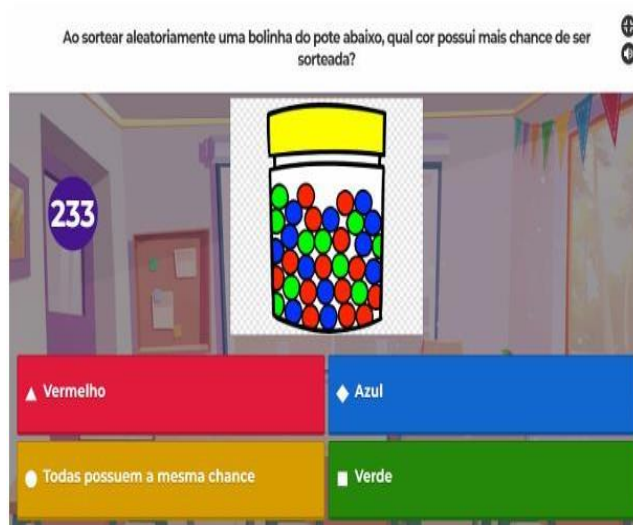 Ao sortear aleatoriamente uma bolinha do pote abaixo, qual cor possui mais chance de ser
sorteada?
233
Vermelho
Azul
Todas possuem a mesma chance
Verde